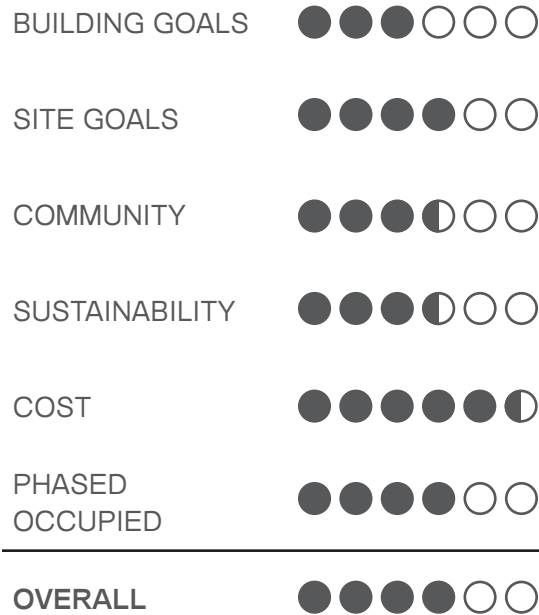 BUILDING GOALS
SITE GOALS
COMMUNITY
SUSTAINABILITY
COST
PHASED
OCCUPIED
OVERALL